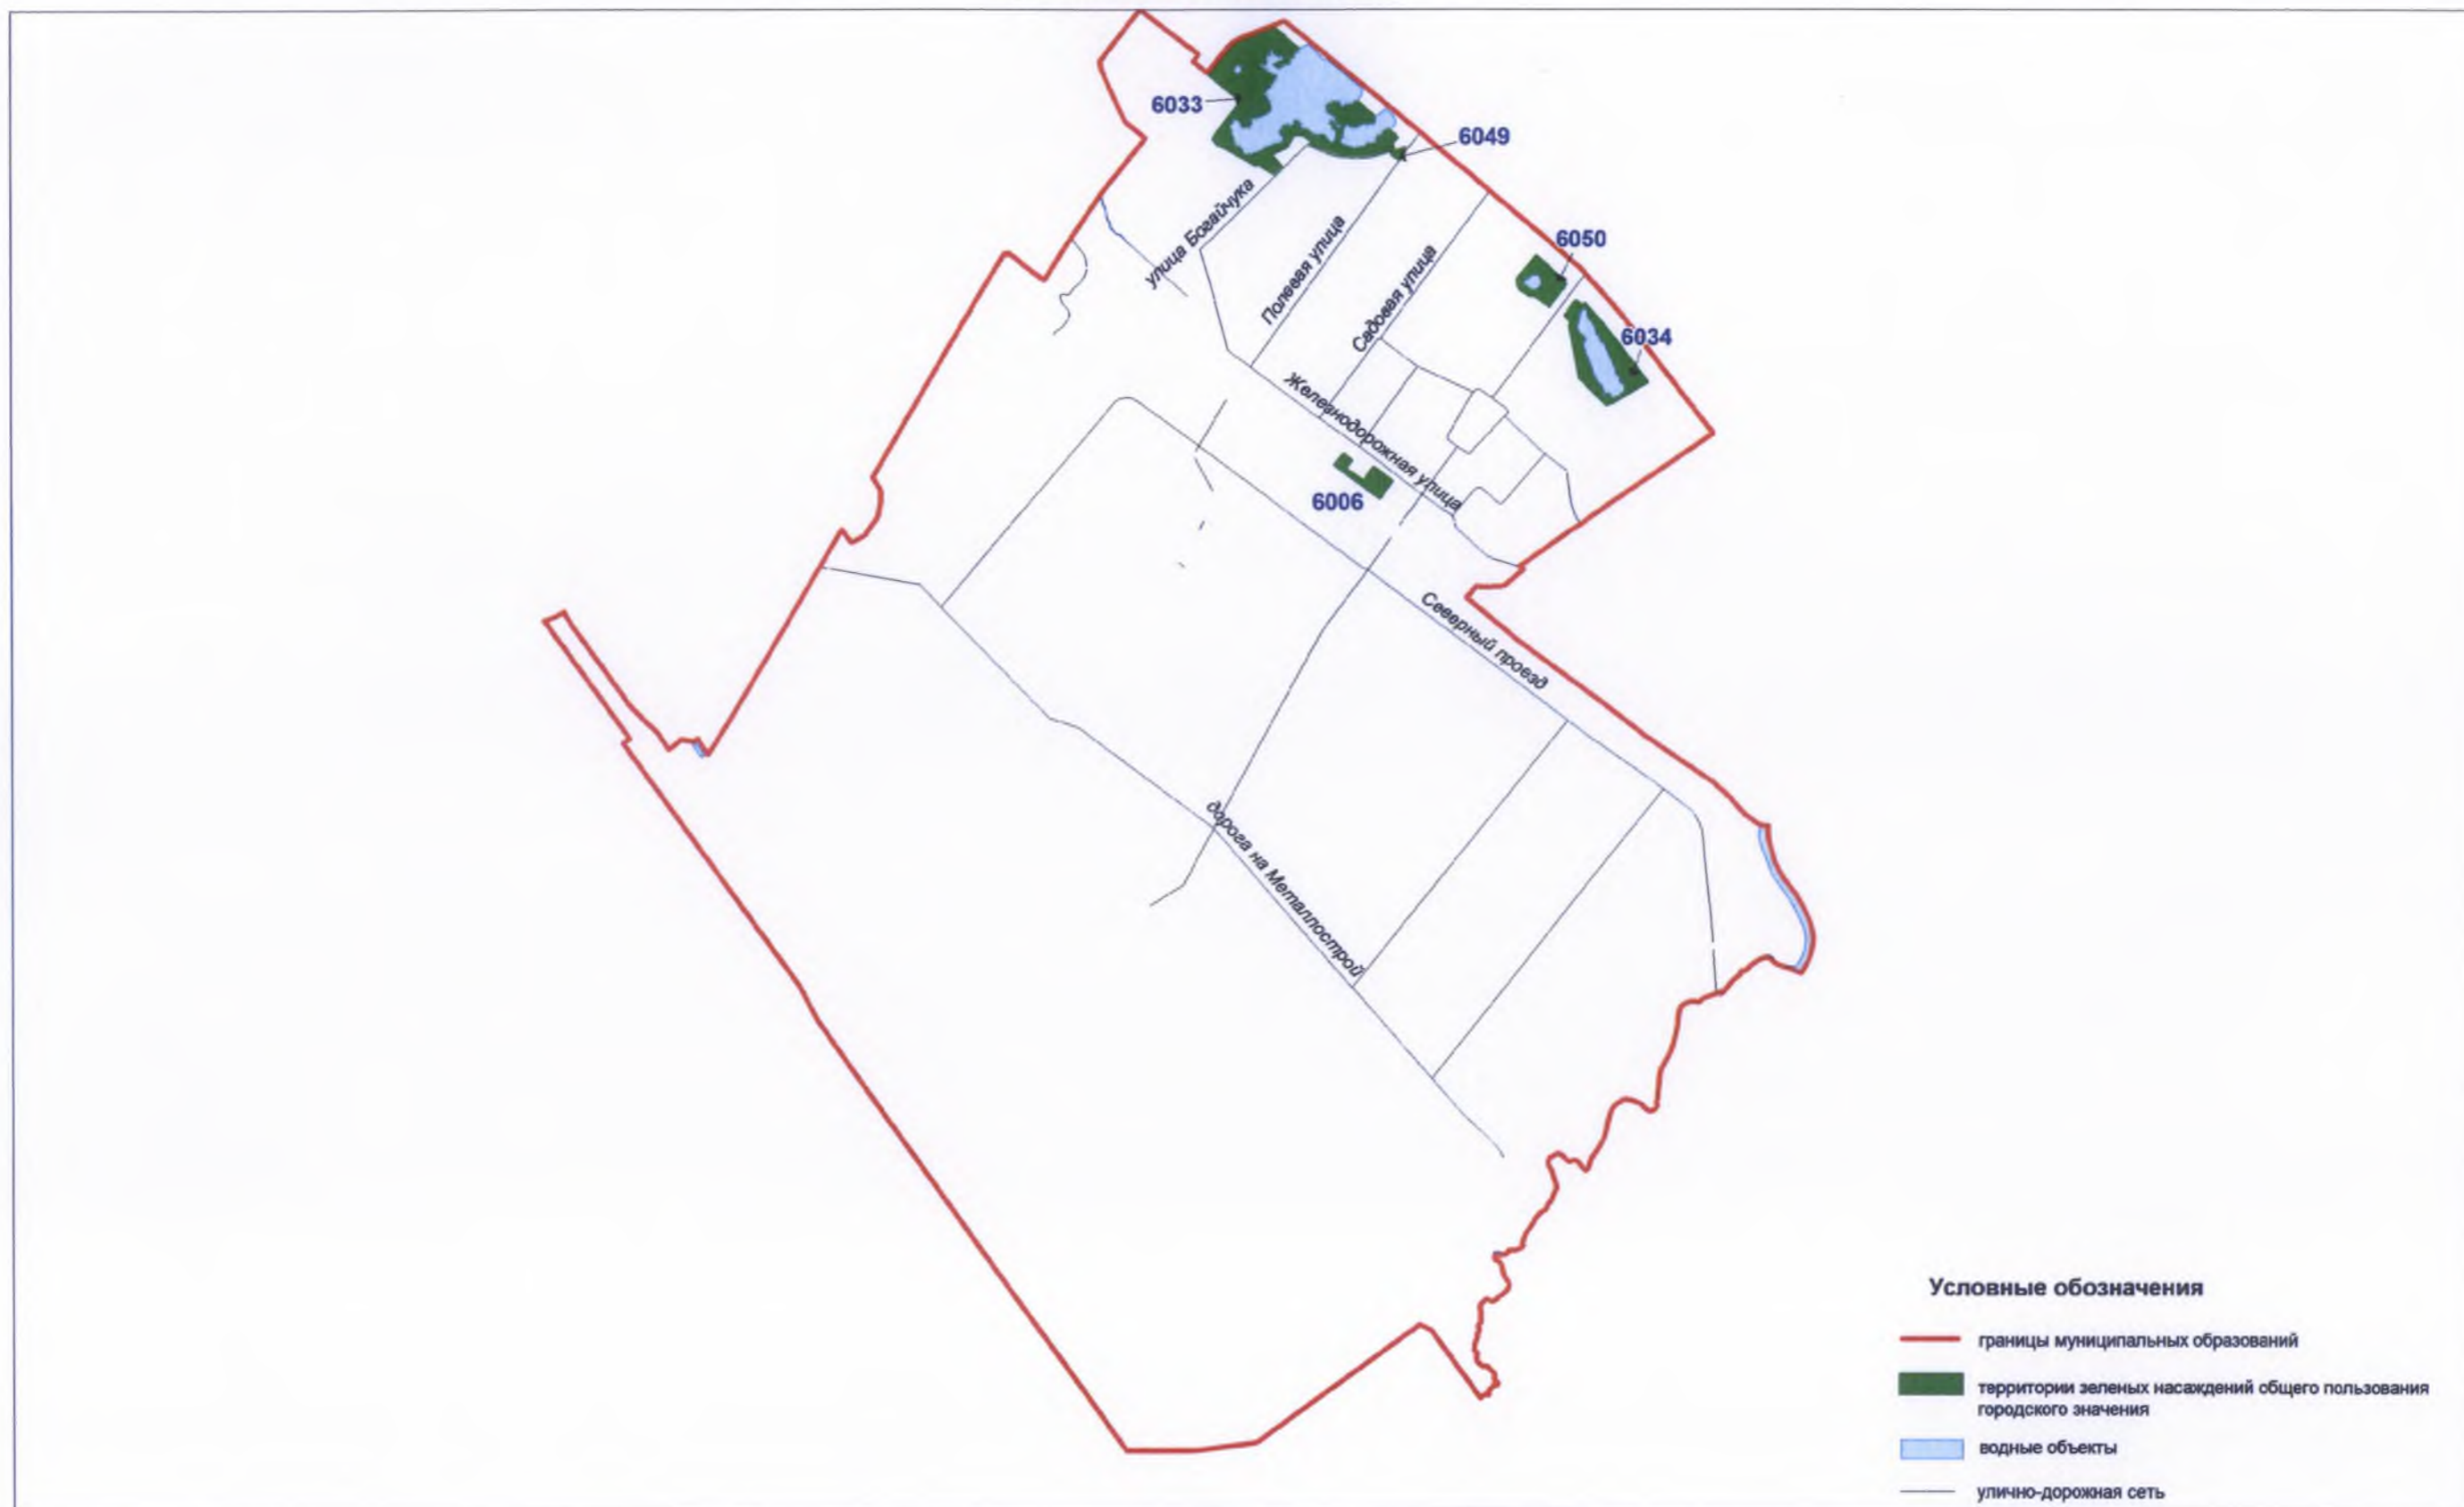 6033
6049
улица Богайчука
Полевая улица
Садовая улица
6050
6034
Железнодорожная улица
6006
Северный проезд
дорога на Металлострой
Условные обозначения
границы муниципальных образований
территории зеленых насаждений общего пользования
городского значения
водные объекты
улично-дорожная сеть